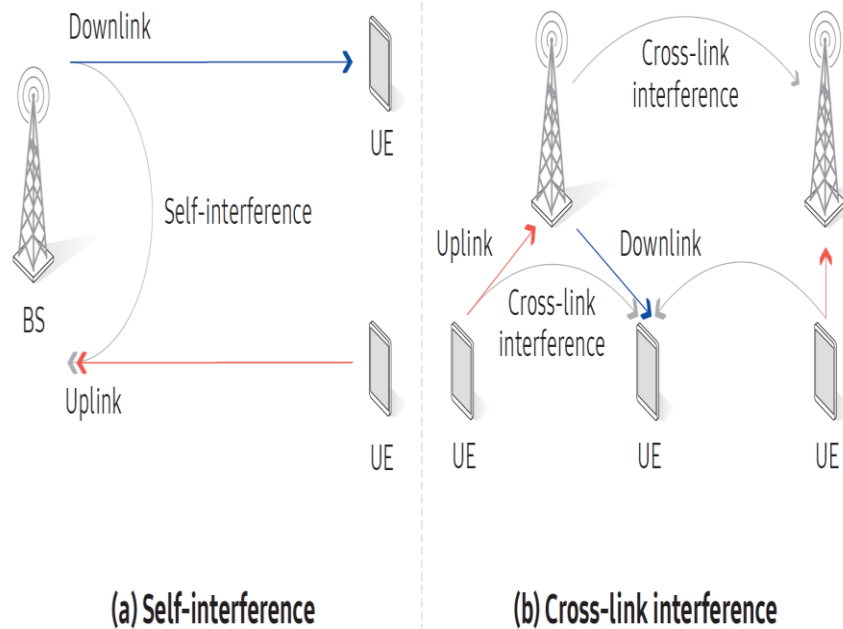 Downlink
UE
Self-interference
BS
Uplink
UE
(a) Self-interference
Cross-link
interference
Uplink
Downlink
Cross-link
interference
UE
UE
UE
(b) Cross-link interference